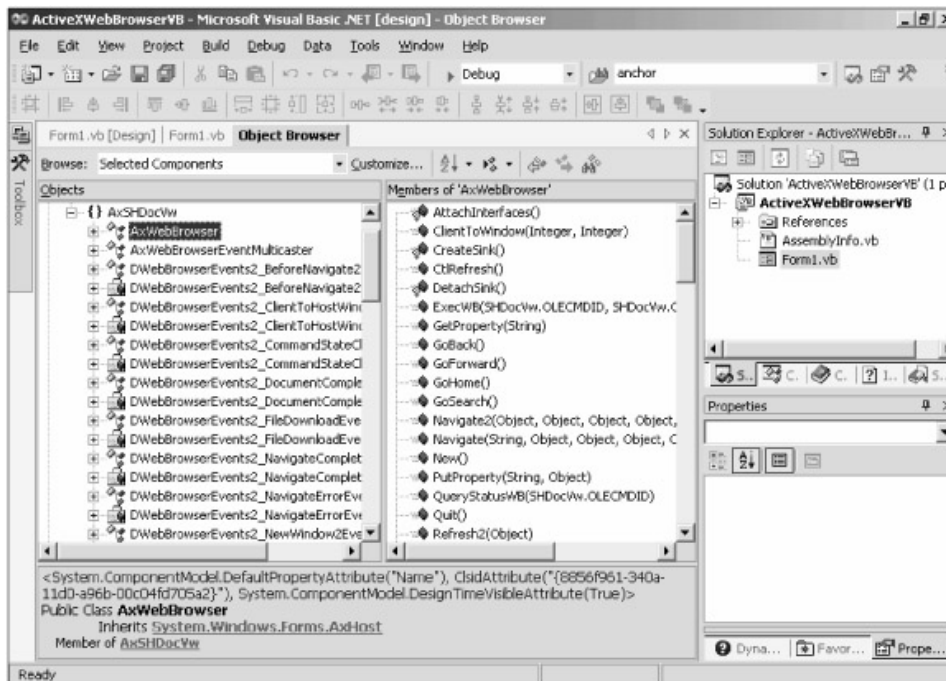 ActiveXWebBrowserVB - Microsoft Visual Basic .NET [design] - Object Browser
File Edit View Project Build Debug Data Tools Window Help
Debug anchor
Form1.vb [Design] Form1.vb Object Browser
Browse: Selected Components Customize...
Toolbox
Objects
{} AxSHDocVw
AxWebBrowser
AxWebBrowserEventMulticaster
DWebBrowserEvents2_BeforeNavigate2
DWebBrowserEvents2_BeforeNavigate2
DWebBrowserEvents2_ClientToHostWin
DWebBrowserEvents2_ClientToHostWin
DWebBrowserEvents2_CommandStateCl
DWebBrowserEvents2_CommandStateCl
DWebBrowserEvents2_DocumentComple
DWebBrowserEvents2_DocumentComple
DWebBrowserEvents2_FileDownloadEve
DWebBrowserEvents2_FileDownloadEve
DWebBrowserEvents2_NavigateComplet
DWebBrowserEvents2_NavigateComplet
DWebBrowserEvents2_NavigateErrorEve
DWebBrowserEvents2_NavigateErrorEve
DWebBrowserEvents2_NewWindow2Eve
Members of 'AxWebBrowser'
AttachInterfaces()
ClientToWindow(Integer, Integer)
CreateSink()
CtlRefresh()
DetachSink()
ExecWB(SHDocVw.OLECMDID, SHDocVw.O
GetProperty(String)
GoBack()
GoForward()
GoHome()
GoSearch()
Navigate2(Object, Object, Object, Object,
Navigate(String, Object, Object, Object, O
New()
PutProperty(String, Object)
QueryStatusWB(SHDocVw.OLECMDID)
Quit()
Refresh2(Object)
<System.ComponentModel.DefaultPropertyAttribute("Name"), ClsidAttribute("{8856f961-340a-
11d0-a96b-00c04fd705a2}"), System.ComponentModel.DesignTimeVisibleAttribute(True)>
Public Class AxWebBrowser
Inherits System.Windows.Forms.AxHost
Member of AxSHDocVw
Solution Explorer - ActiveXWebBr...
Solution 'ActiveXWebBrowserVB' (1 p
ActiveXWebBrowserVB
References
AssemblyInfo.vb
Form1.vb
S.. C.. C.. I.. S..
Properties
Dyna... Favor... Prope...
Ready